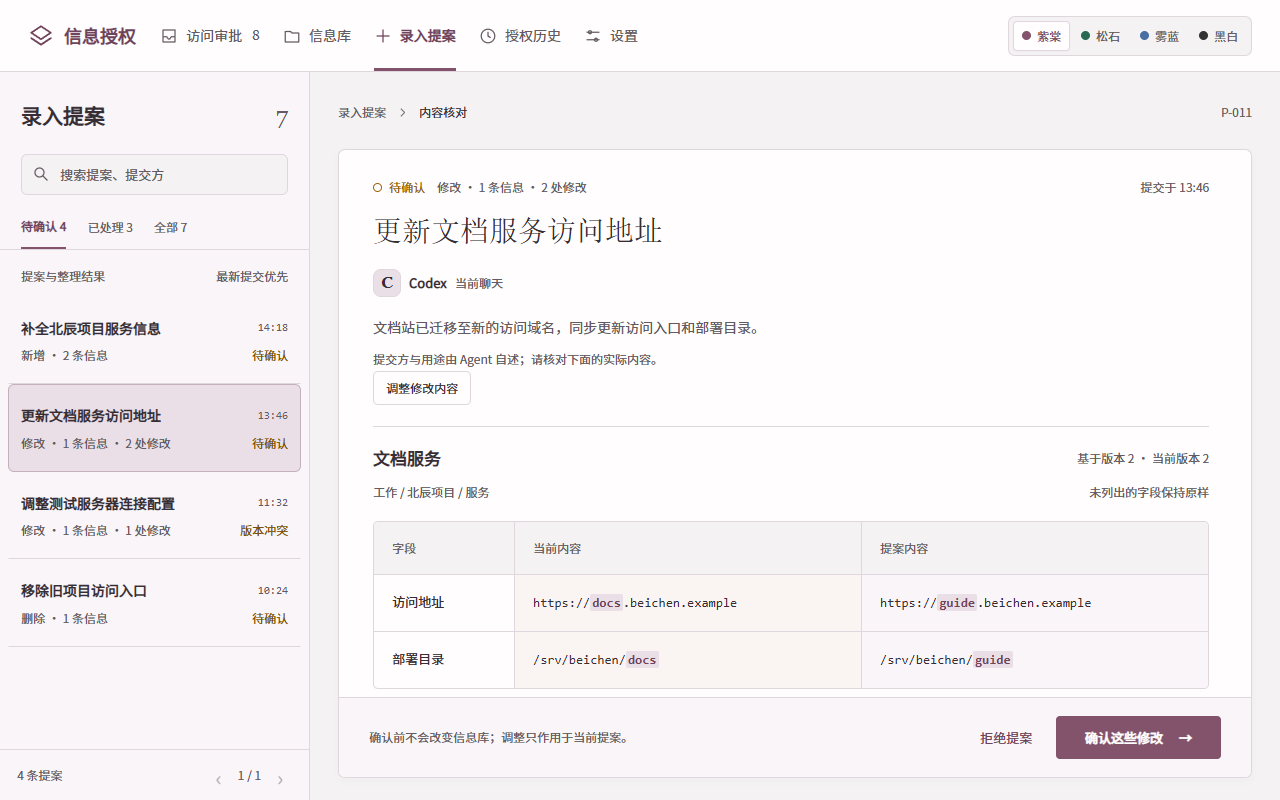 信息授权
访问审批 8
信息库
录入提案
授权历史
设置
紫棠
松石
雾蓝
黑白
录入提案 7
搜索提案、提交方
待确认 4
已处理 3
全部 7
提案与整理结果 最新提交优先
补全北辰项目服务信息 14:18
新增 · 2 条信息 待确认
更新文档服务访问地址 13:46
修改 · 1 条信息 · 2 处修改 待确认
调整测试服务器连接配置 11:32
修改 · 1 条信息 · 1 处修改 版本冲突
移除旧项目访问入口 10:24
删除 · 1 条信息 待确认
4 条提案 ‹ 1 / 1 ›
录入提案 > 内容核对 P-011
待确认 修改 · 1 条信息 · 2 处修改 提交于 13:46
更新文档服务访问地址
C Codex 当前聊天
文档站已迁移至新的访问域名，同步更新访问入口和部署目录。
提交方与用途由 Agent 自述；请核对下面的实际内容。
调整修改内容
文档服务 基于版本 2 · 当前版本 2
工作 / 北辰项目 / 服务 未列出的字段保持原样
字段 当前内容 提案内容
访问地址 https://docs.beichen.example https://guide.beichen.example
部署目录 /srv/beichen/docs /srv/beichen/guide
确认前不会改变信息库；调整只作用于当前提案。 拒绝提案 确认这些修改 →